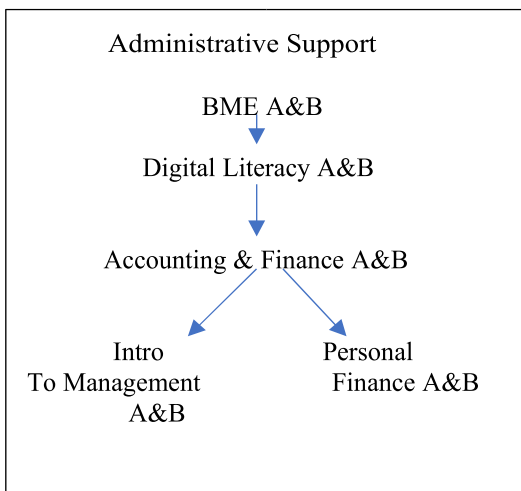 Administrative Support
BME A&B
Digital Literacy A&B
Accounting & Finance A&B
Intro
To Management
A&B
Personal
Finance A&B